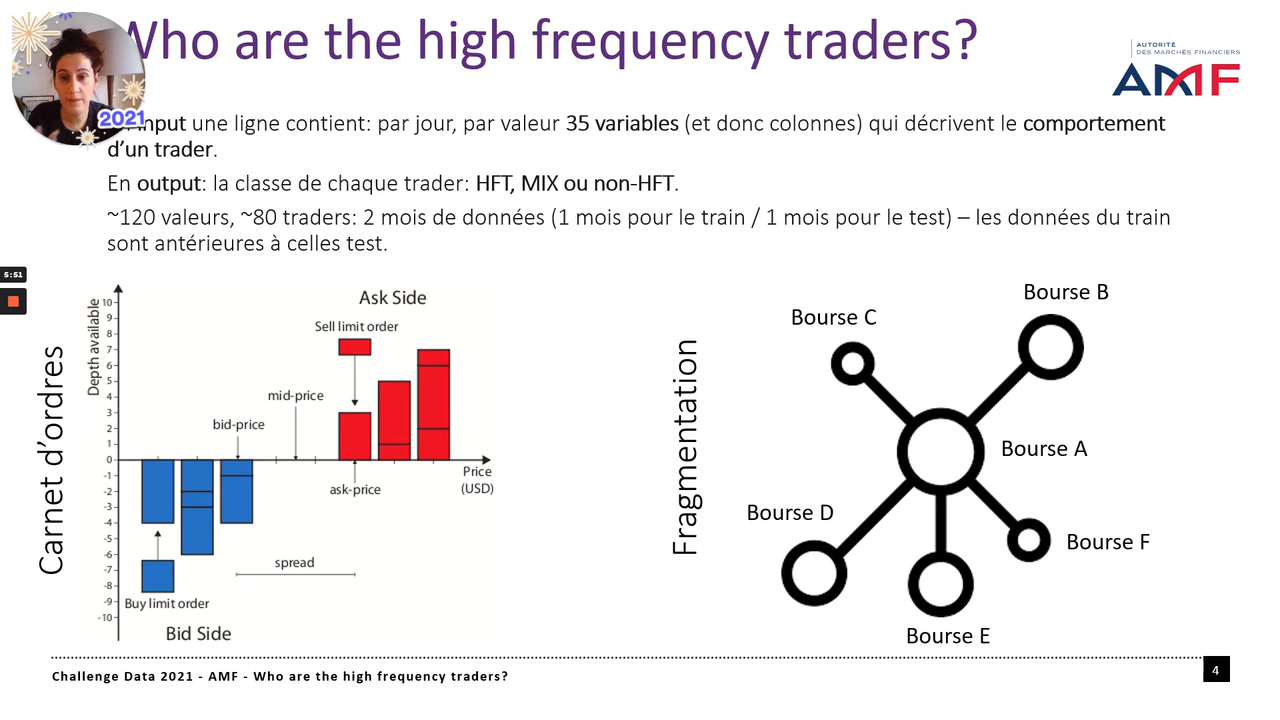 Who are the high frequency traders?
AUTORITÉ
DES MARCHÉS FINANCIERS
AMF
2021
input une ligne contient: par jour, par valeur 35 variables (et donc colonnes) qui décrivent le comportement
d'un trader.
En output: la classe de chaque trader: HFT, MIX ou non-HFT.
~120 valeurs, ~80 traders: 2 mois de données (1 mois pour le train / 1 mois pour le test) – les données du train
sont antérieures à celles test.
5:51
Carnet d'ordres
Depth available
10
9
8
7
6
5
4
3
2
1
0
-1
-2
-3
-4
-5
-6
-7
-8
-9
-10
Ask Side
Sell limit order
mid-price
bid-price
Price
(USD)
ask-price
spread
Buy limit order
Bid Side
Fragmentation
Bourse B
Bourse C
Bourse A
Bourse D
Bourse F
Bourse E
Challenge Data 2021 - AMF - Who are the high frequency traders?
4